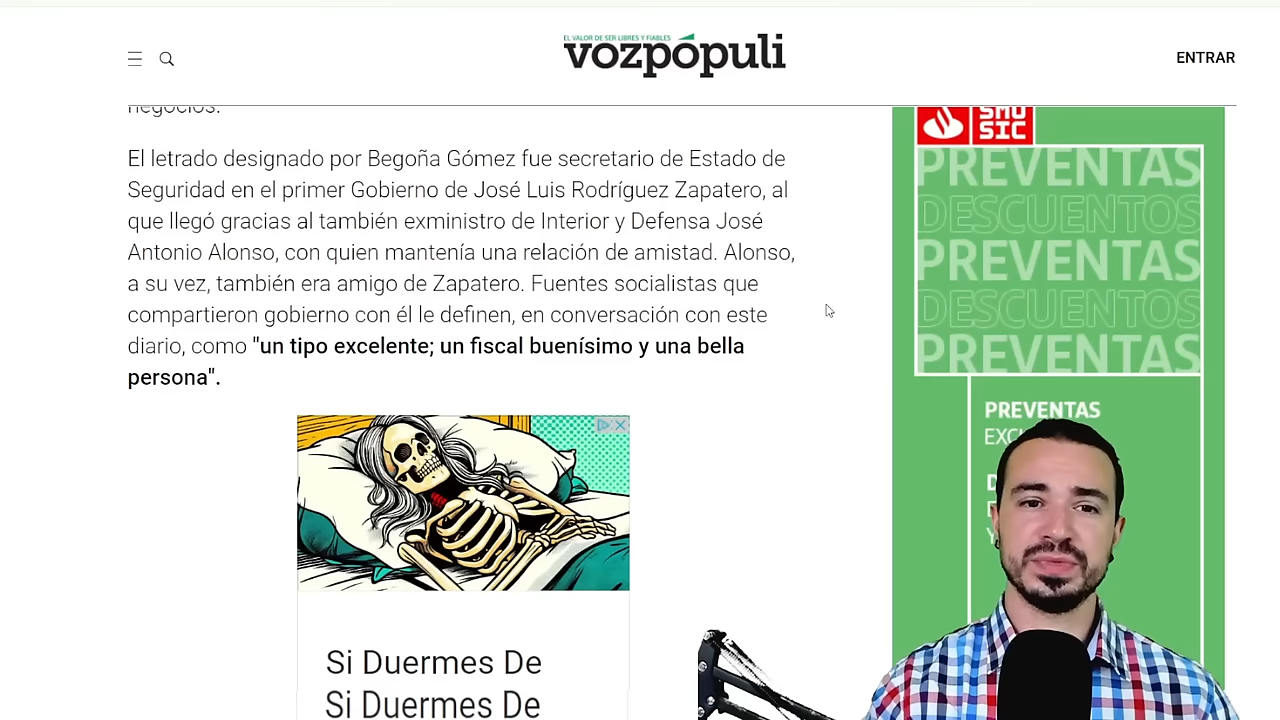 EL VALOR DE SER LIBRES Y FIABLES
vozpópuli
ENTRAR
negocios.
El letrado designado por Begoña Gómez fue secretario de Estado de
Seguridad en el primer Gobierno de José Luis Rodríguez Zapatero, al
que llegó gracias al también exministro de Interior y Defensa José
Antonio Alonso, con quien mantenía una relación de amistad. Alonso,
a su vez, también era amigo de Zapatero. Fuentes socialistas que
compartieron gobierno con él le definen, en conversación con este
diario, como "un tipo excelente; un fiscal buenísimo y una bella
persona".
Si Duermes De
Si Duermes De
SMU
SIC
PREVENTAS
DESCUENTOS
PREVENTAS
DESCUENTOS
PREVENTAS
PREVENTAS